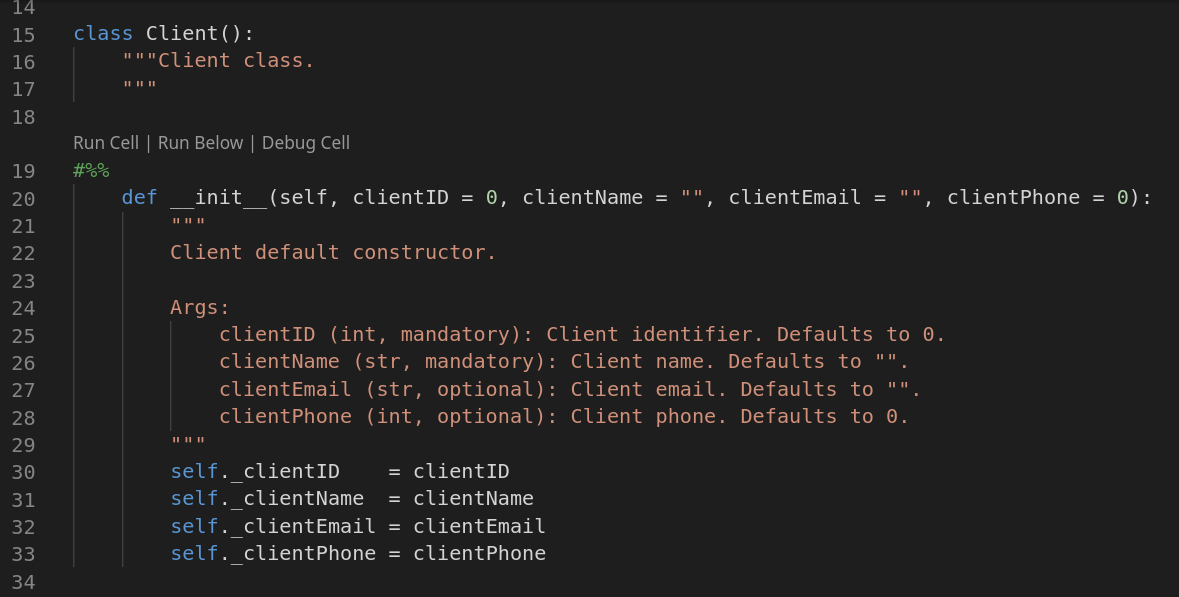 14
15 class Client():
16     """Client class.
17     """
18
Run Cell | Run Below | Debug Cell
19 #%%
20     def __init__(self, clientID = 0, clientName = "", clientEmail = "", clientPhone = 0):
21         """
22         Client default constructor.
23
24         Args:
25             clientID (int, mandatory): Client identifier. Defaults to 0.
26             clientName (str, mandatory): Client name. Defaults to "".
27             clientEmail (str, optional): Client email. Defaults to "".
28             clientPhone (int, optional): Client phone. Defaults to 0.
29         """
30         self._clientID    = clientID
31         self._clientName  = clientName
32         self._clientEmail = clientEmail
33         self._clientPhone = clientPhone
34